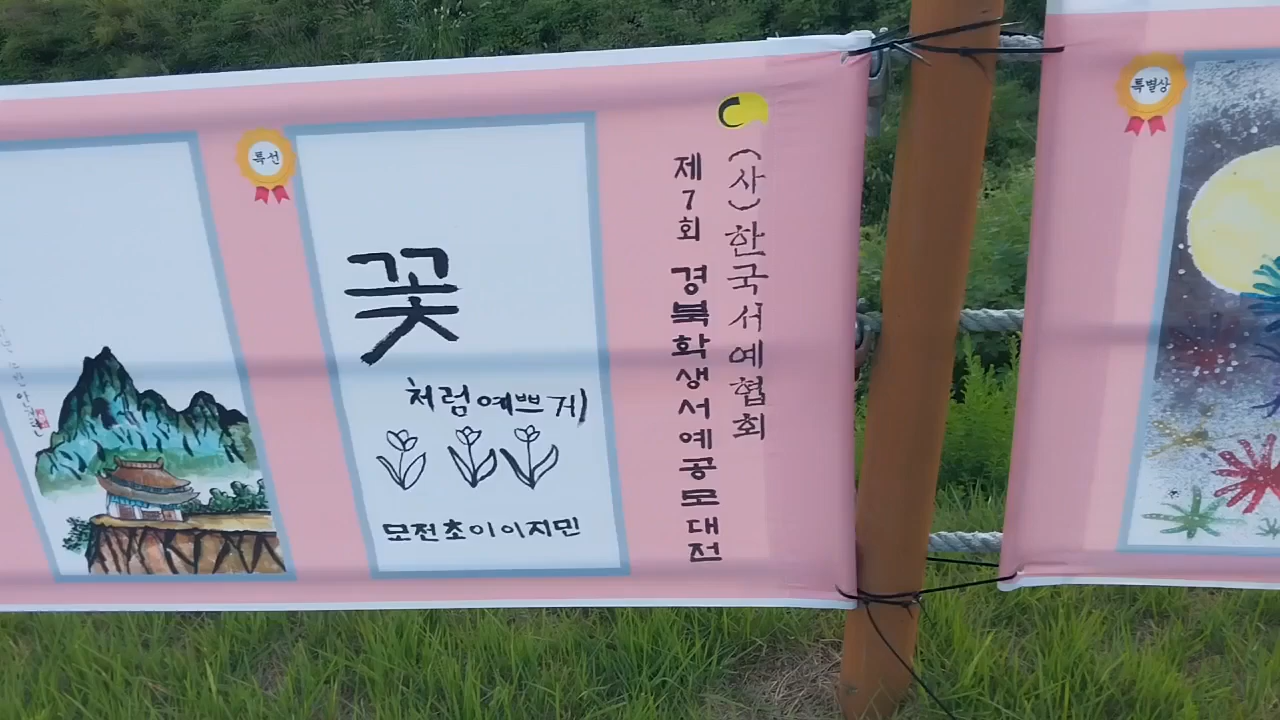 특선
꽃
처럼예쁘게
모전초이이지민
(사)한국서예협회
제7회 경북학생서예공모대전
특별상